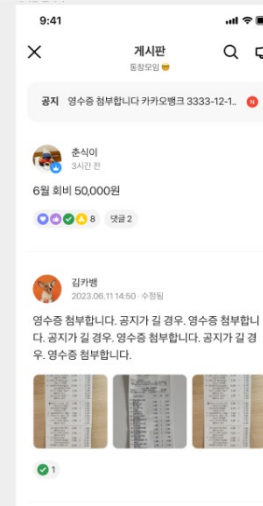 9:41
게시판
동창모임 🤓
공지 영수증 첨부합니다 카카오뱅크 3333-12-1.. N
춘식이
3시간 전
6월 회비 50,000원
8 댓글 2
김카뱅
2023.06.11 14:50 · 수정됨
영수증 첨부합니다. 공지가 길 경우. 영수증 첨부합니
다. 공지가 길 경우. 영수증 첨부합니다. 공지가 길 경
우. 영수증 첨부합니다.
1